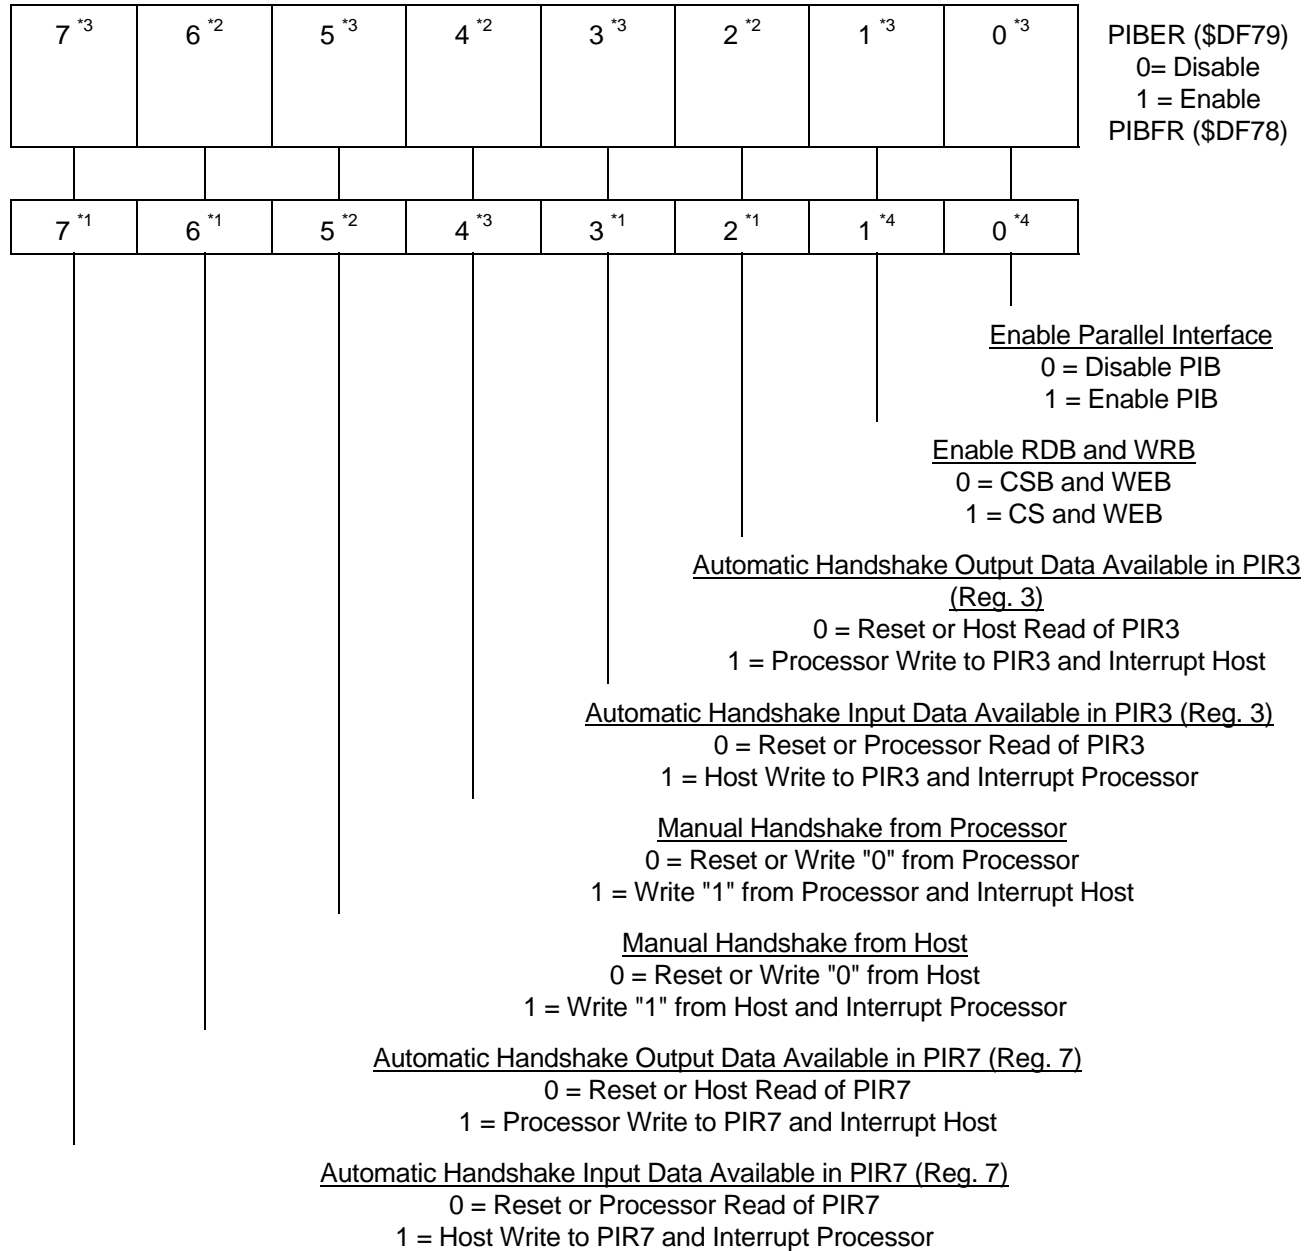 7 *3 6 *2 5 *3 4 *2 3 *3 2 *2 1 *3 0 *3
PIBER ($DF79)
0= Disable
1 = Enable
PIBFR ($DF78)
7 *1 6 *1 5 *2 4 *3 3 *1 2 *1 1 *4 0 *4
Enable Parallel Interface
0 = Disable PIB
1 = Enable PIB
Enable RDB and WRB
0 = CSB and WEB
1 = CS and WEB
Automatic Handshake Output Data Available in PIR3
(Reg. 3)
0 = Reset or Host Read of PIR3
1 = Processor Write to PIR3 and Interrupt Host
Automatic Handshake Input Data Available in PIR3 (Reg. 3)
0 = Reset or Processor Read of PIR3
1 = Host Write to PIR3 and Interrupt Processor
Manual Handshake from Processor
0 = Reset or Write "0" from Processor
1 = Write "1" from Processor and Interrupt Host
Manual Handshake from Host
0 = Reset or Write "0" from Host
1 = Write "1" from Host and Interrupt Processor
Automatic Handshake Output Data Available in PIR7 (Reg. 7)
0 = Reset or Host Read of PIR7
1 = Processor Write to PIR7 and Interrupt Host
Automatic Handshake Input Data Available in PIR7 (Reg. 7)
0 = Reset or Processor Read of PIR7
1 = Host Write to PIR7 and Interrupt Processor